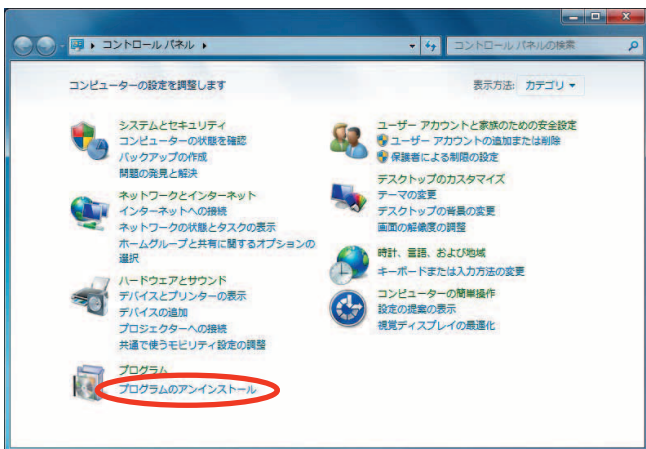 コントロール パネル
コントロール パネルの検索
コンピューターの設定を調整します
表示方法: カテゴリ
システムとセキュリティ
コンピューターの状態を確認
バックアップの作成
問題の発見と解決
ネットワークとインターネット
インターネットへの接続
ネットワークの状態とタスクの表示
ホームグループと共有に関するオプションの
選択
ハードウェアとサウンド
デバイスとプリンターの表示
デバイスの追加
プロジェクターへの接続
共通で使うモビリティ設定の調整
プログラム
プログラムのアンインストール
ユーザー アカウントと家族のための安全設定
ユーザー アカウントの追加または削除
保護者による制限の設定
デスクトップのカスタマイズ
テーマの変更
デスクトップの背景の変更
画面の解像度の調整
時計、言語、および地域
キーボードまたは入力方法の変更
コンピューターの簡単操作
設定の提案の表示
視覚ディスプレイの最適化